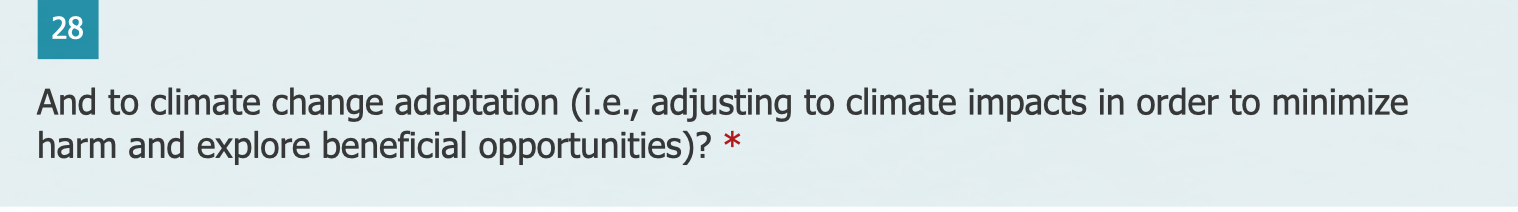 28
And to climate change adaptation (i.e., adjusting to climate impacts in order to minimize
harm and explore beneficial opportunities)? *